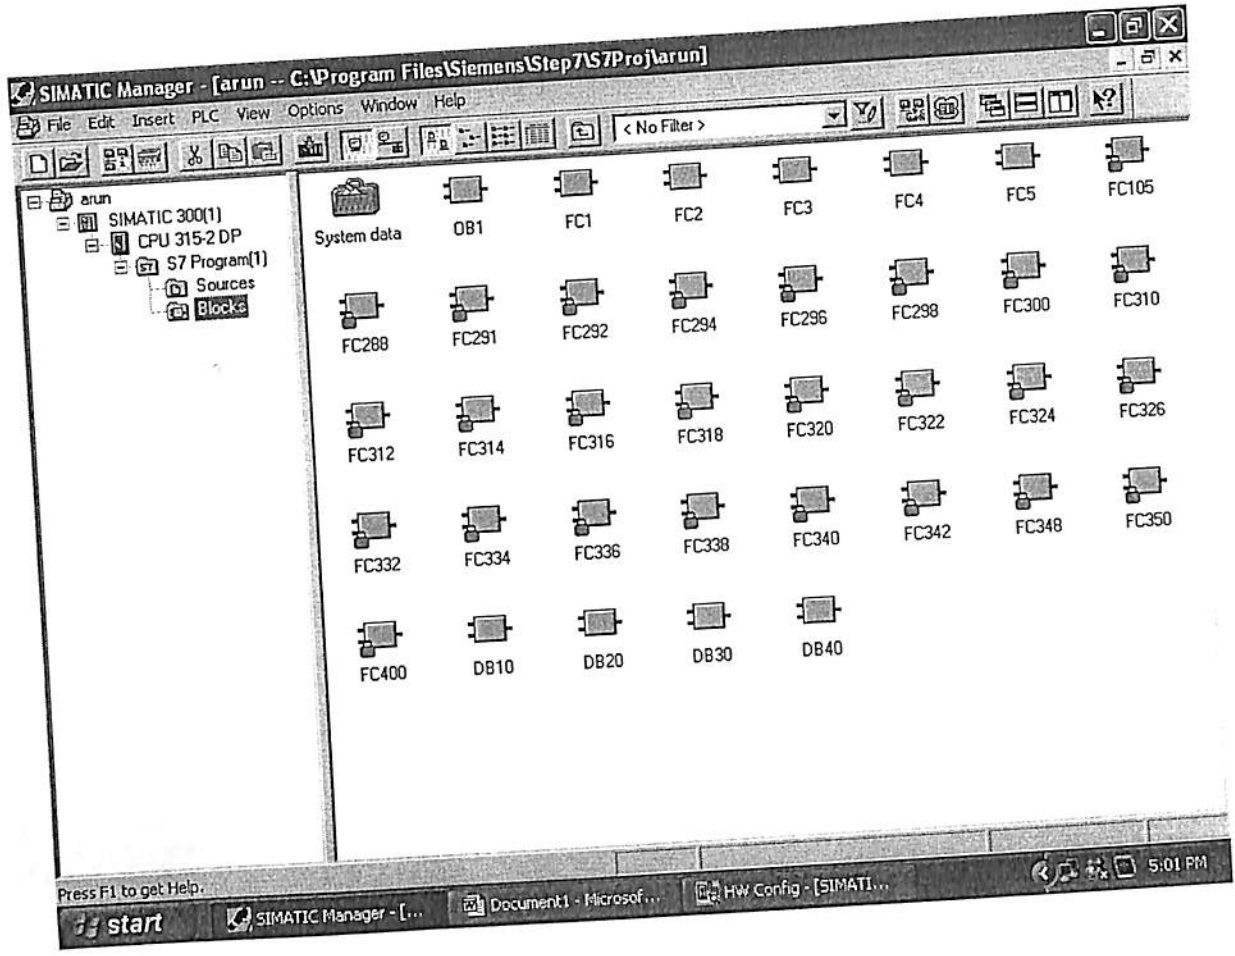 SIMATIC Manager - [arun -- C:\Program Files\Siemens\Step7\S7Proj\arun]
File Edit Insert PLC View Options Window Help
< No Filter >
arun
SIMATIC 300(1)
CPU 315-2 DP
S7 Program(1)
Sources
Blocks
System data OB1 FC1 FC2 FC3 FC4 FC5 FC105
FC288 FC291 FC292 FC294 FC296 FC298 FC300 FC310
FC312 FC314 FC316 FC318 FC320 FC322 FC324 FC326
FC332 FC334 FC336 FC338 FC340 FC342 FC348 FC350
FC400 DB10 DB20 DB30 DB40
Press F1 to get Help.
start SIMATIC Manager - [... Document1 - Microsof... HW Config - [SIMATI... 5:01 PM